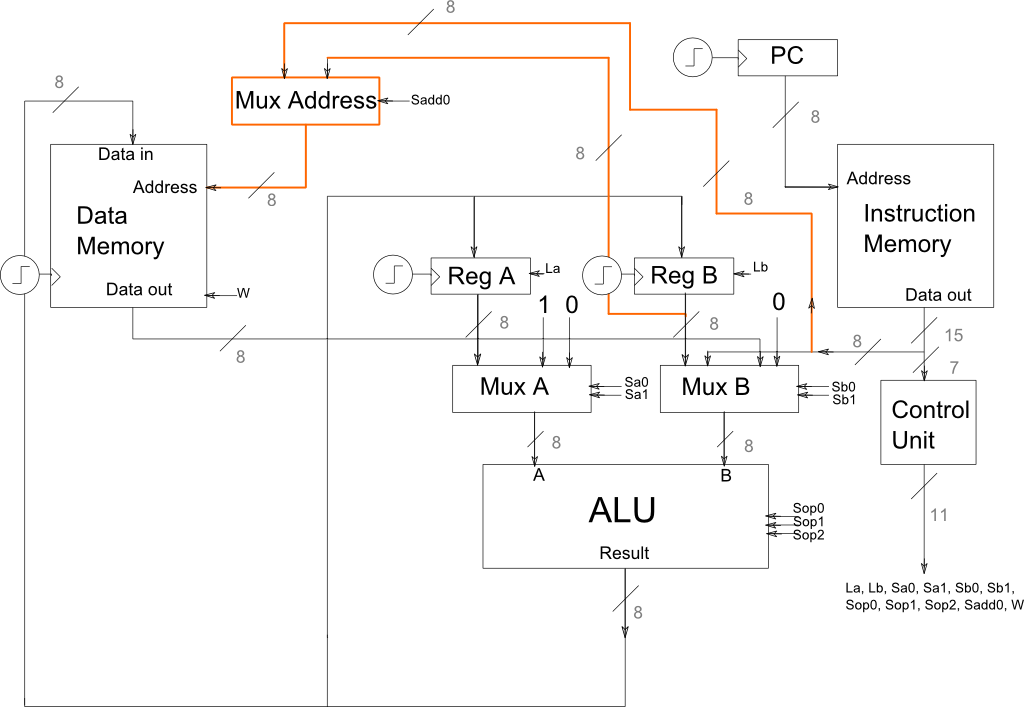 8
PC
8
Mux Address
Sadd0
8
8
Data in
8
Address
8
8
Data
Memory
Address
Instruction
Memory
Reg A
La
Reg B
Lb
Data out
W
Data out
1 0
0
8
8
15
8
8
7
Mux A
Sa0
Sa1
Mux B
Sb0
Sb1
Control
Unit
8
8
A
B
ALU
Sop0
Sop1
Sop2
11
Result
8
La, Lb, Sa0, Sa1, Sb0, Sb1,
Sop0, Sop1, Sop2, Sadd0, W